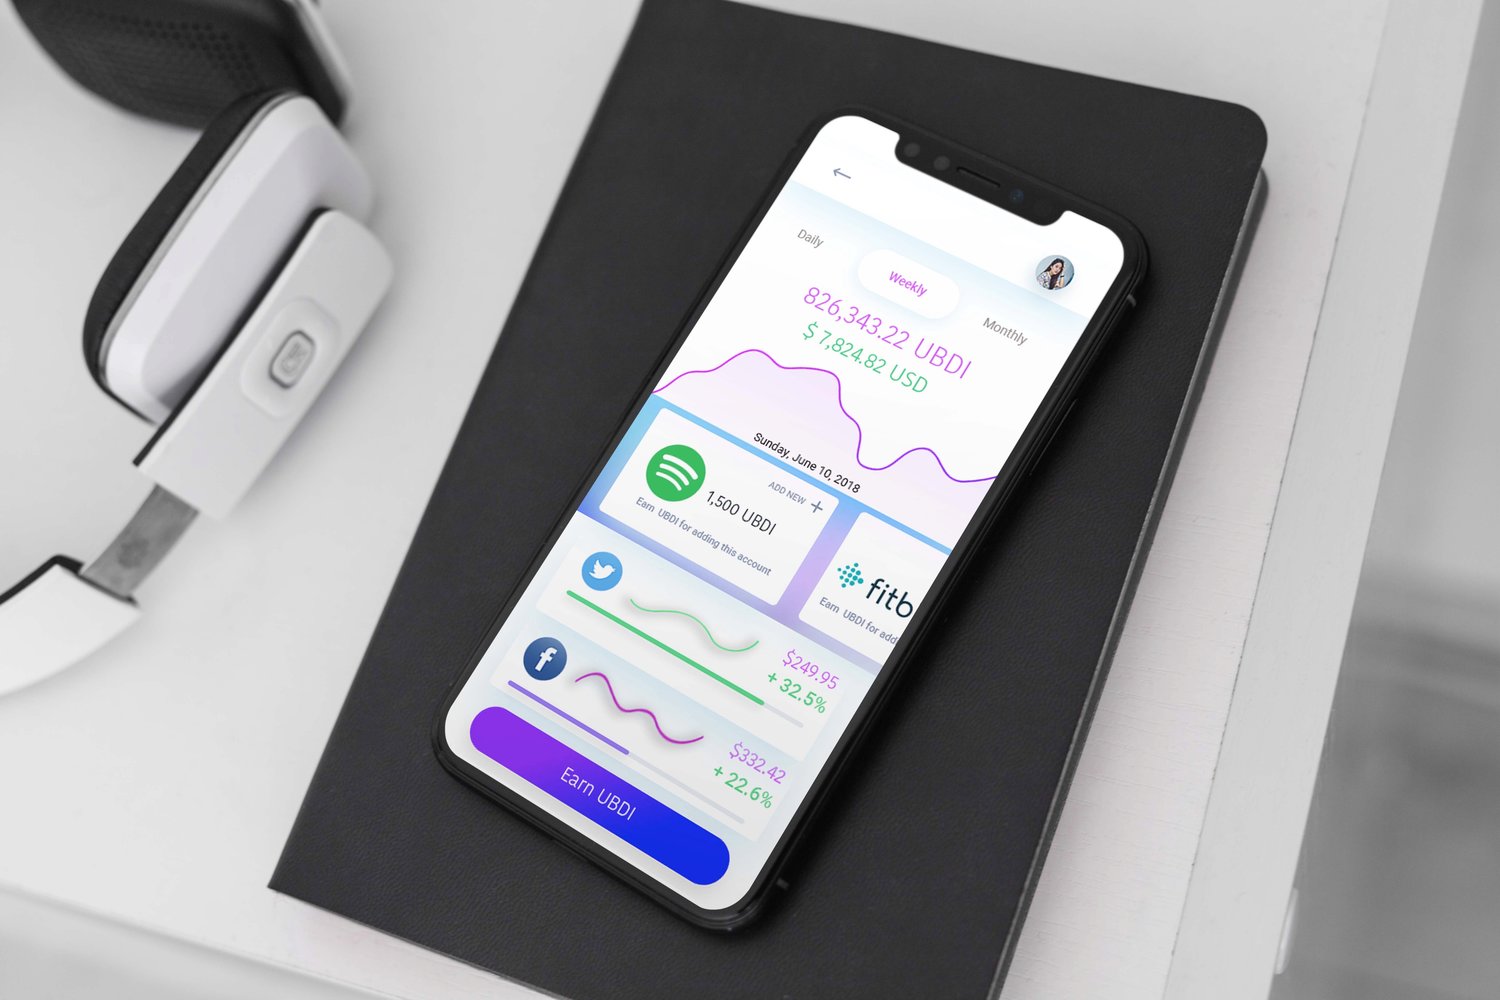 Daily
Weekly
Monthly
826,343.22 UBDI
$ 7,824.82 USD
Sunday, June 10, 2018
ADD NEW +
1,500 UBDI
Earn UBDI for adding this account
fitb
Earn UBDI for add
$249.95
+ 32.5%
f
$332.42
+ 22.6%
Earn UBDI